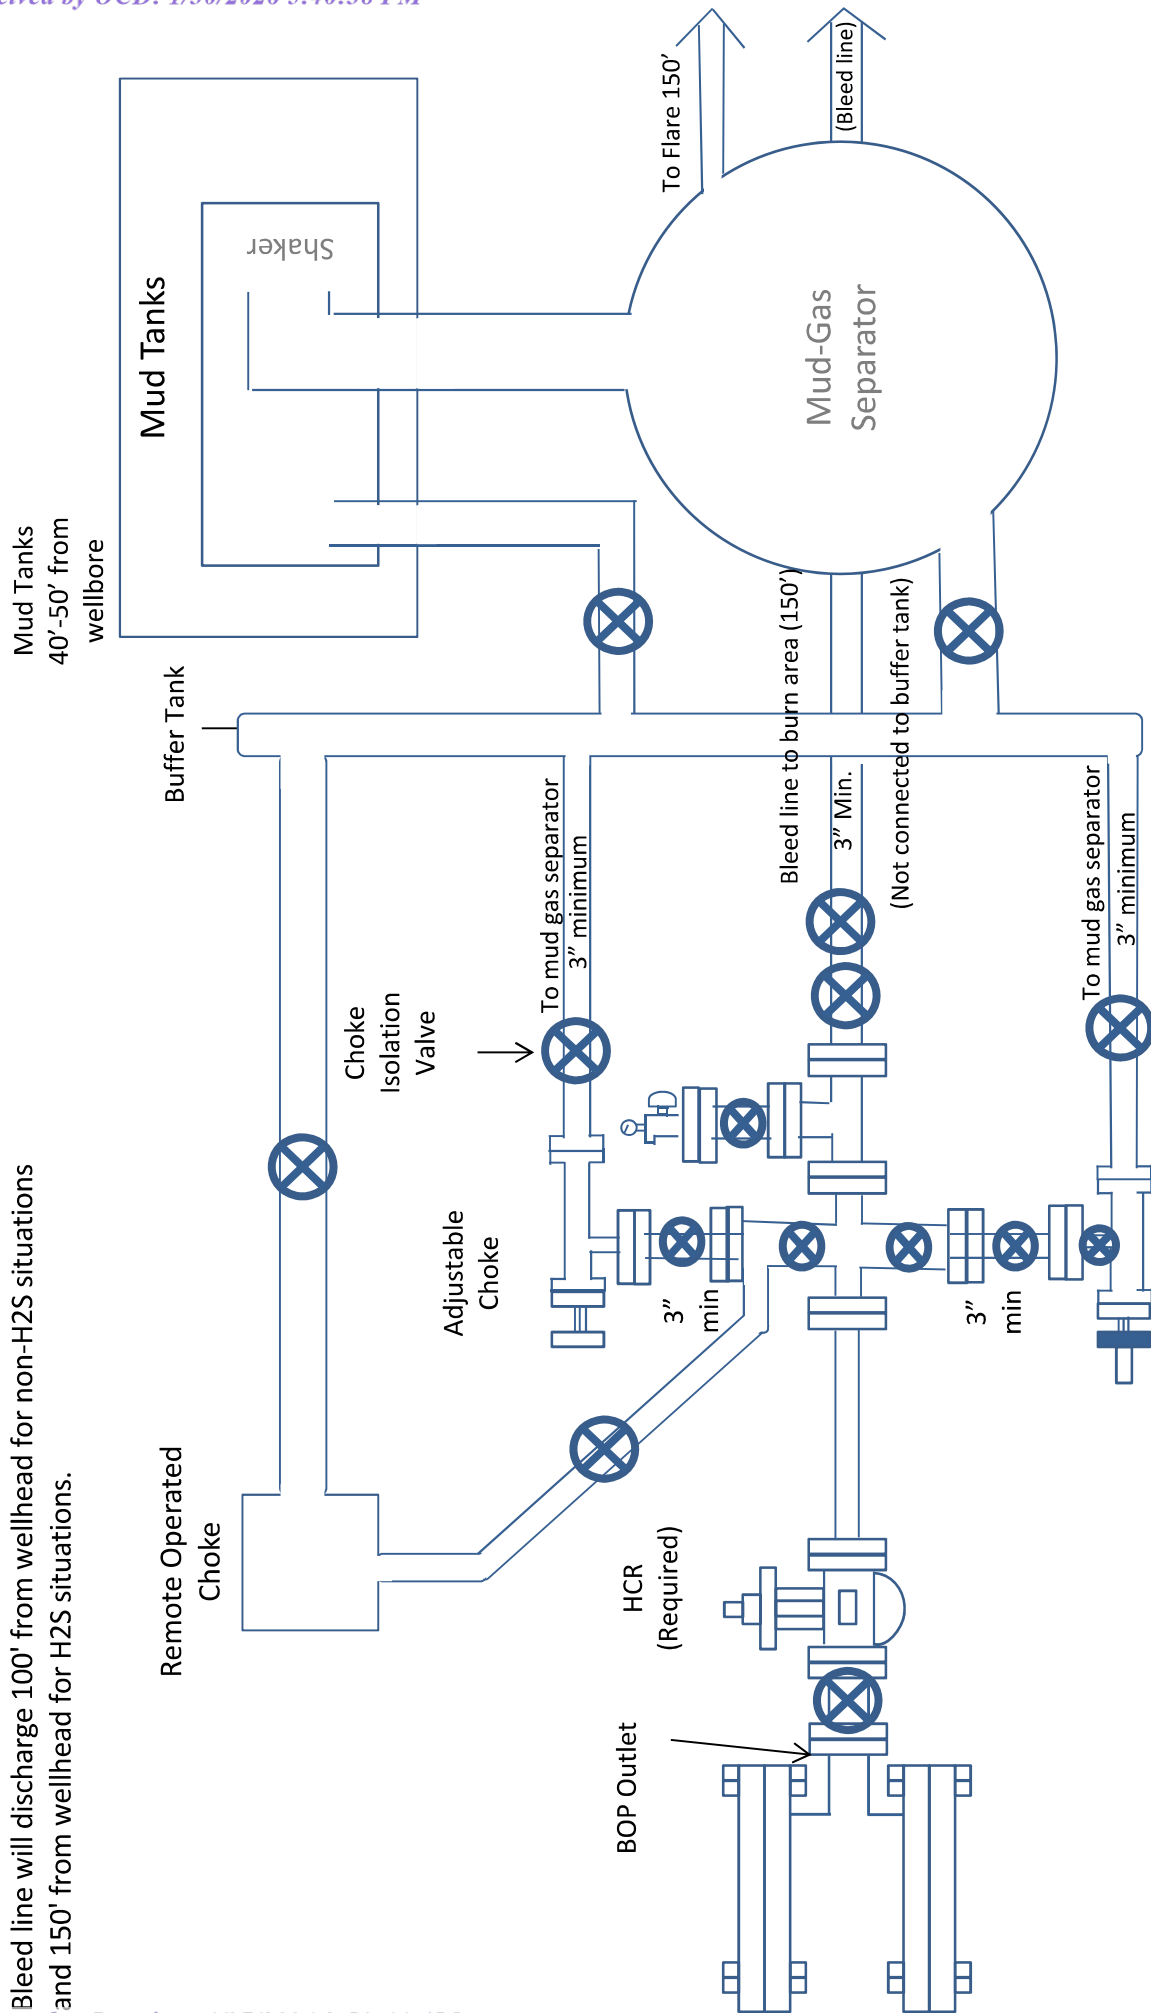 Bleed line will discharge 100' from wellhead for non-H2S situations
and 150' from wellhead for H2S situations.
Mud Tanks
40’-50’ from
wellbore
Mud Tanks
Shaker
Buffer Tank
Remote Operated
Choke
Choke
Isolation
Valve
Adjustable
Choke
To mud gas separator
3” minimum
To Flare 150’
(Bleed line)
Mud-Gas
Separator
Bleed line to burn area (150’)
3” Min.
(Not connected to buffer tank)
To mud gas separator
3” minimum
3”
min
3”
min
HCR
(Required)
BOP Outlet